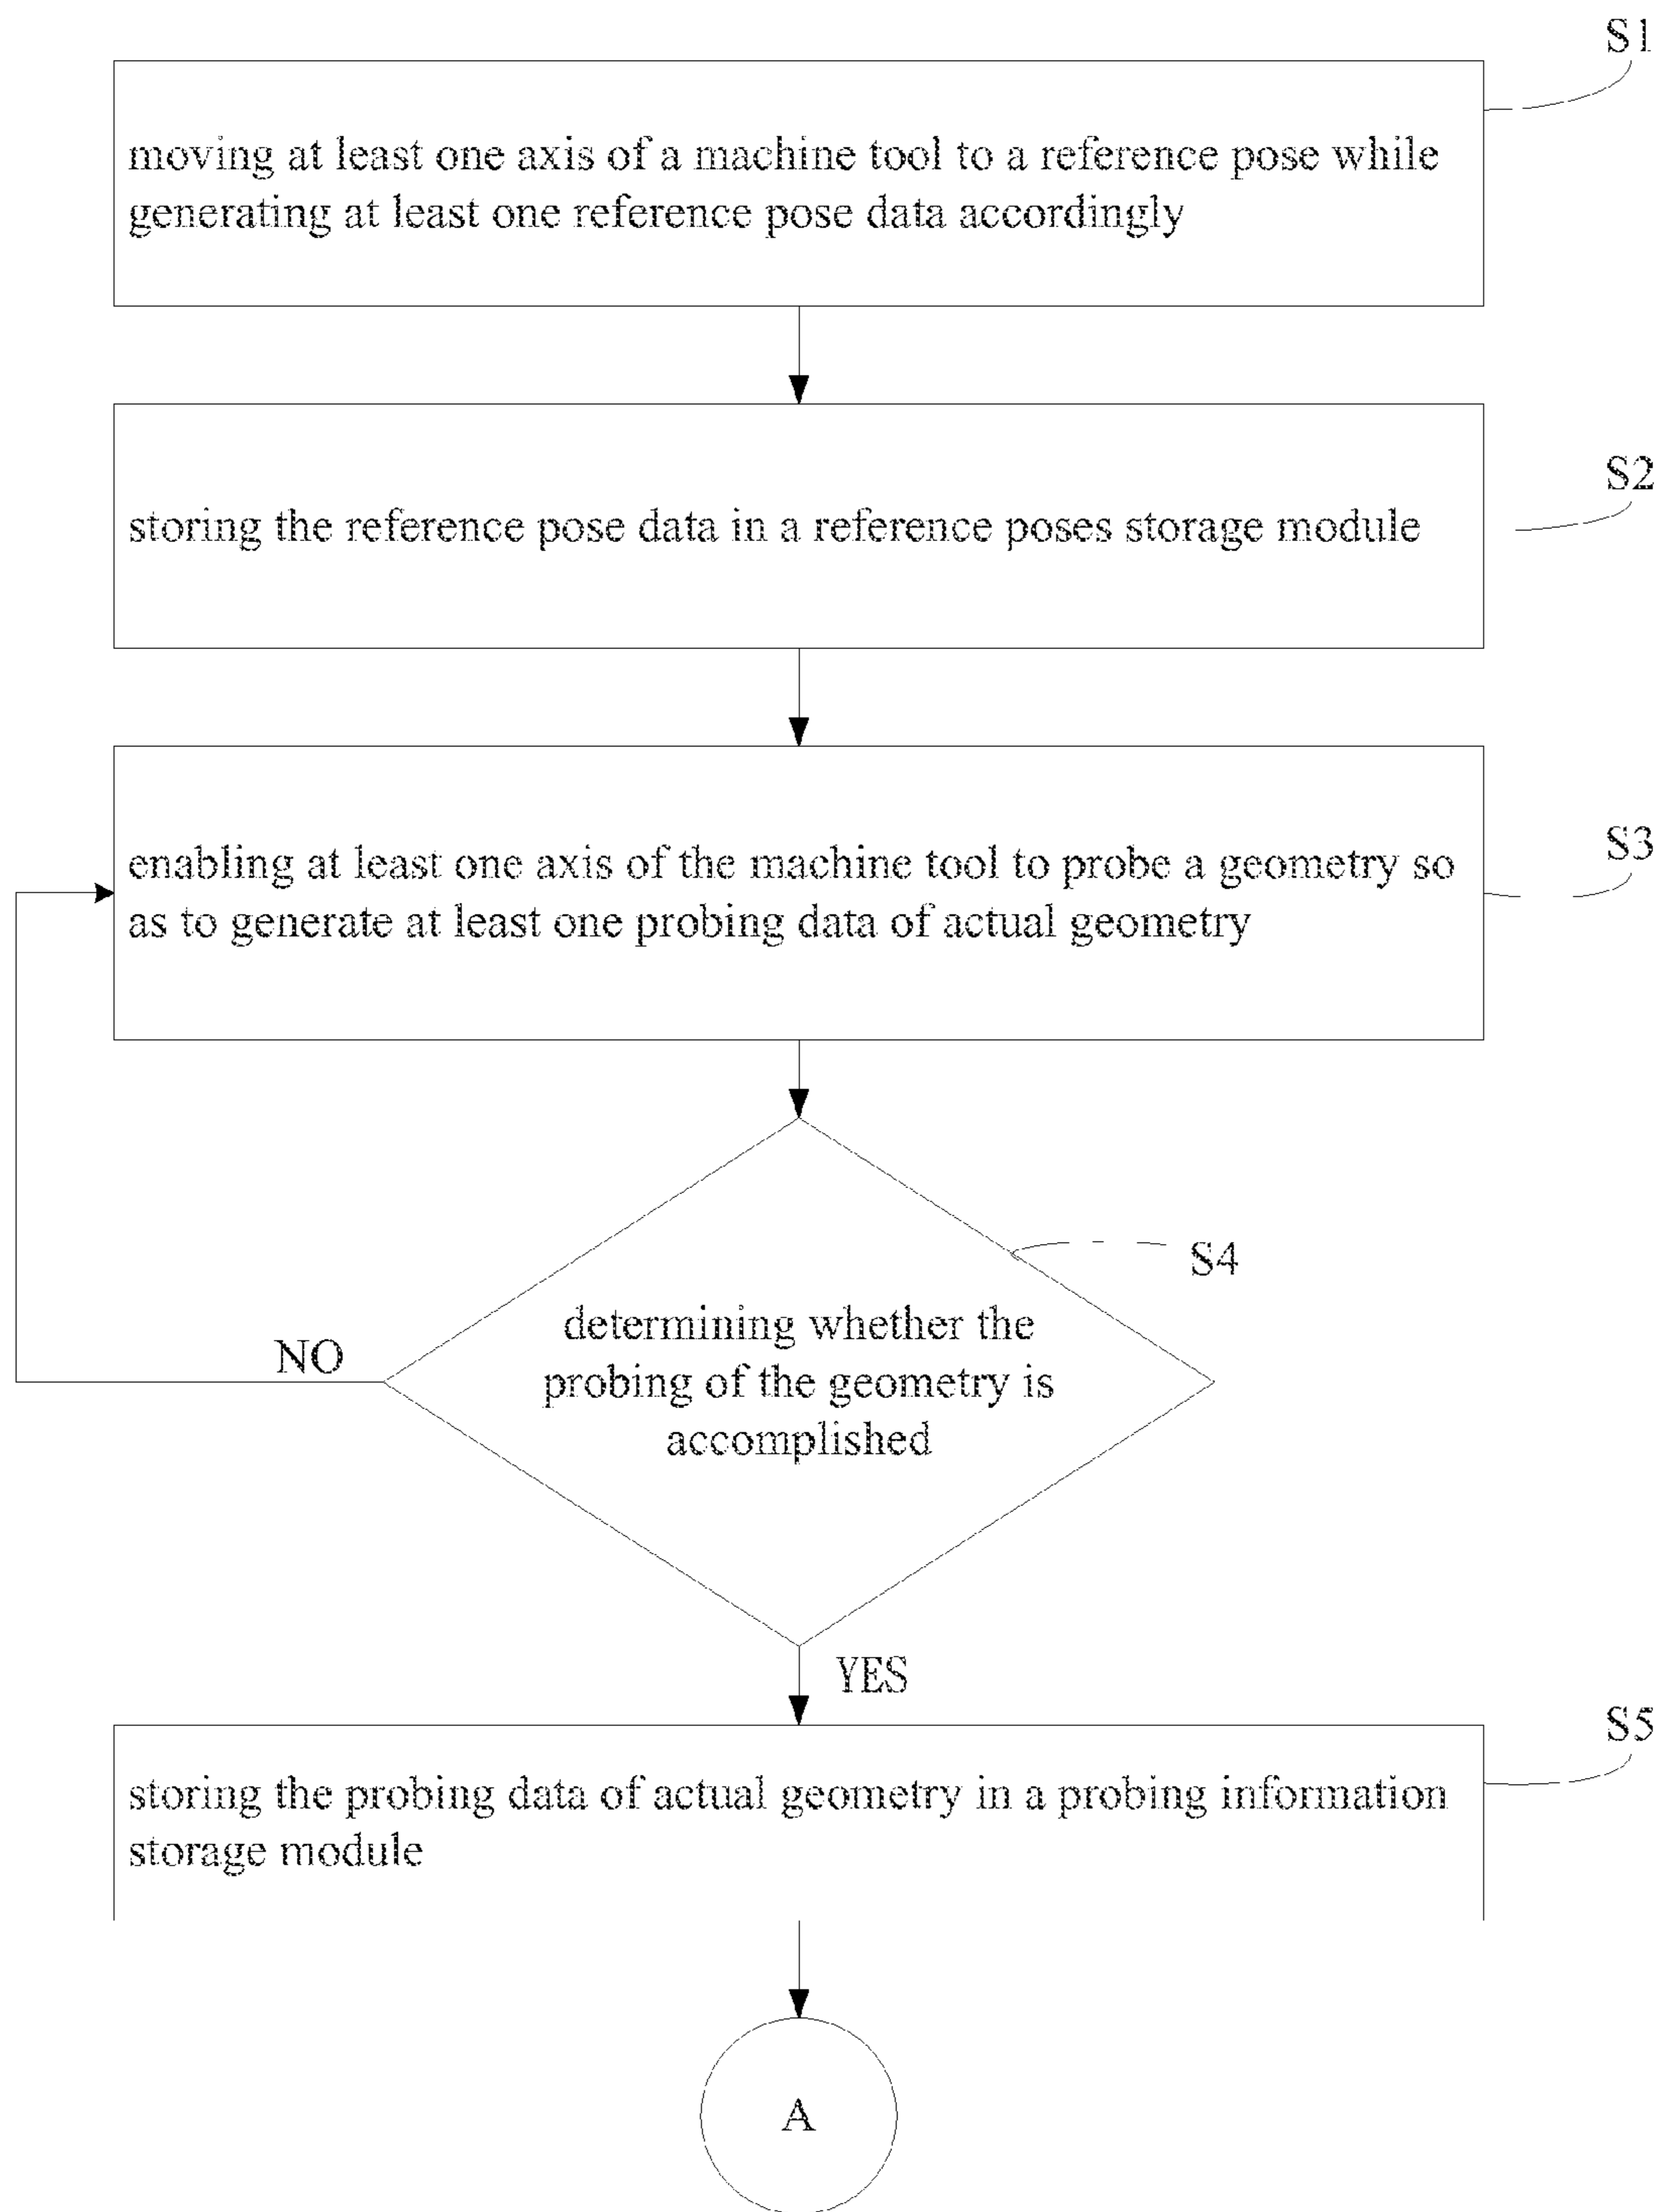 S1
moving at least one axis of a machine tool to a reference pose while
generating at least one reference pose data accordingly
S2
storing the reference pose data in a reference poses storage module
S3
enabling at least one axis of the machine tool to probe a geometry so
as to generate at least one probing data of actual geometry
S4
determining whether the
probing of the geometry is
accomplished
NO
YES
S5
storing the probing data of actual geometry in a probing information
storage module
A